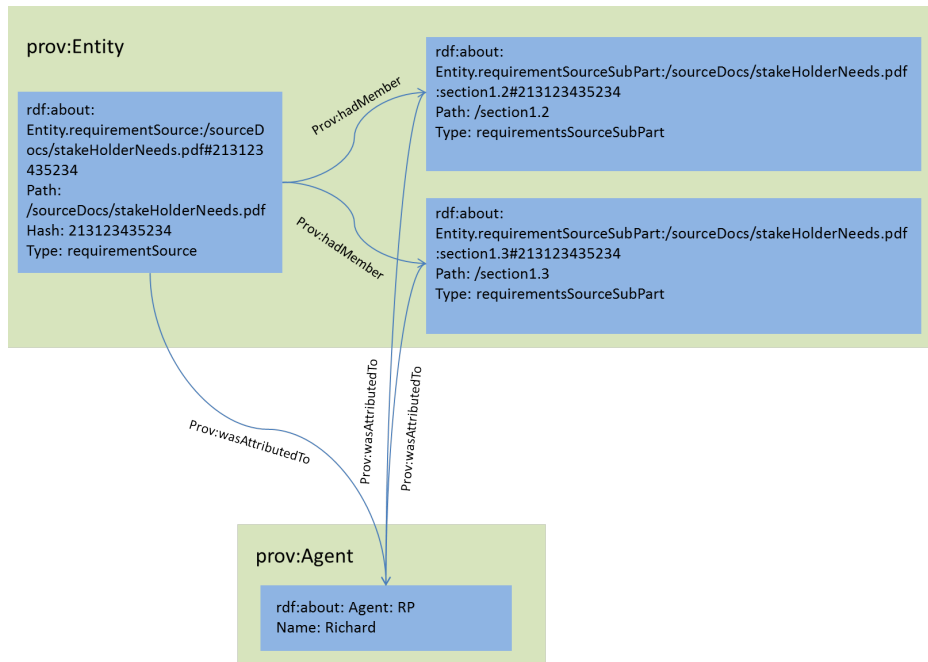 prov:Entity
rdf:about:
Entity.requirementSource:/sourceD
ocs/stakeHolderNeeds.pdf#213123
435234
Path:
/sourceDocs/stakeHolderNeeds.pdf
Hash: 213123435234
Type: requirementSource
Prov:hadMember
Prov:hadMember
rdf:about:
Entity.requirementSourceSubPart:/sourceDocs/stakeHolderNeeds.pdf
:section1.2#213123435234
Path: /section1.2
Type: requirementsSourceSubPart
rdf:about:
Entity.requirementSourceSubPart:/sourceDocs/stakeHolderNeeds.pdf
:section1.3#213123435234
Path: /section1.3
Type: requirementsSourceSubPart
Prov:wasAttributedTo
Prov:wasAttributedTo
Prov:wasAttributedTo
prov:Agent
rdf:about: Agent: RP
Name: Richard